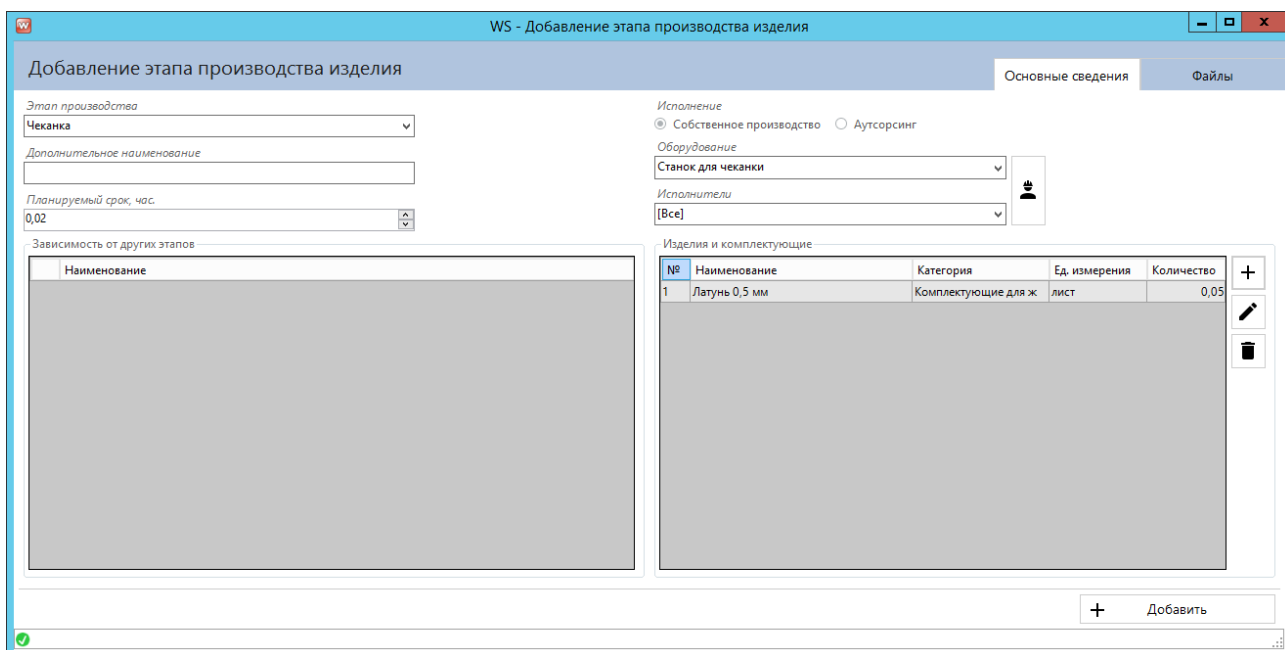 WS - Добавление этапа производства изделия
Добавление этапа производства изделия
Основные сведения
Файлы
Этап производства
Чеканка
Дополнительное наименование
Планируемый срок, час.
0,02
Исполнение
Собственное производство Аутсорсинг
Оборудование
Станок для чеканки
Исполнители
[Все]
Зависимость от других этапов
Наименование
Изделия и комплектующие
№ Наименование Категория Ед. измерения Количество
1 Латунь 0,5 мм Комплектующие для ж лист 0,05
Добавить